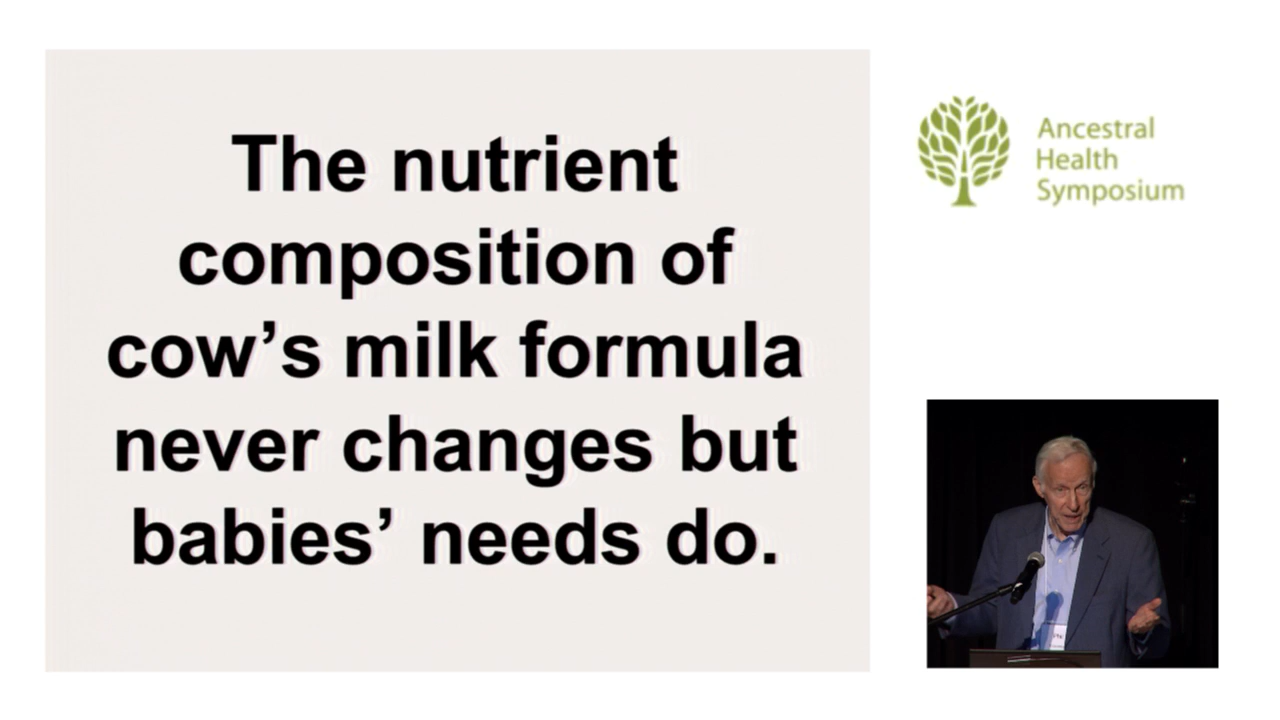 The nutrient
composition of
cow’s milk formula
never changes but
babies’ needs do.
Ancestral
Health
Symposium